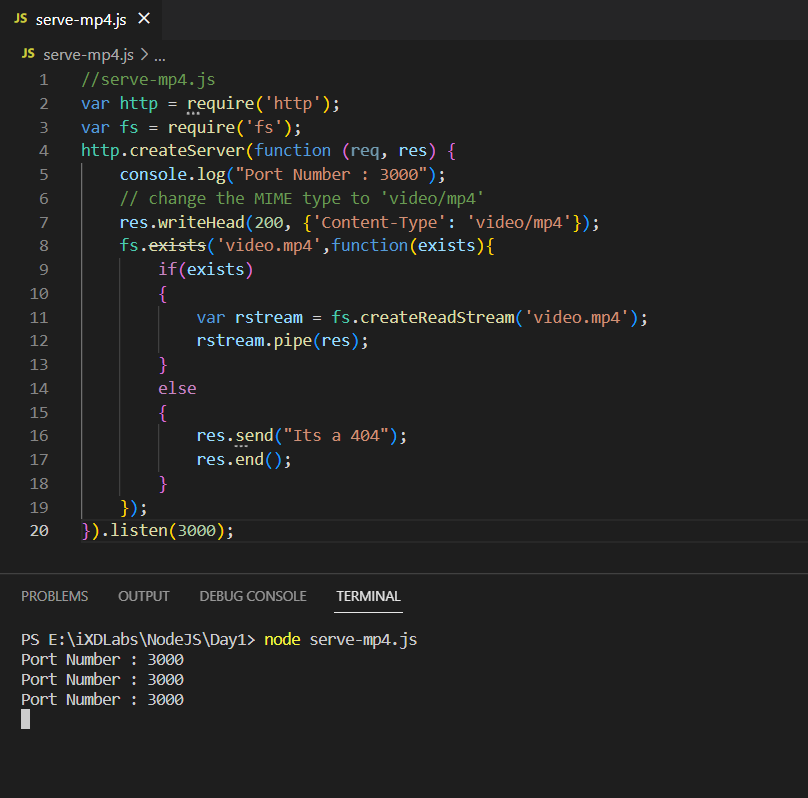 JS serve-mp4.js ×
JS serve-mp4.js > ...
1 //serve-mp4.js
2 var http = require('http');
3 var fs = require('fs');
4 http.createServer(function (req, res) {
5     console.log("Port Number : 3000");
6     // change the MIME type to 'video/mp4'
7     res.writeHead(200, {'Content-Type': 'video/mp4'});
8     fs.exists('video.mp4',function(exists){
9         if(exists)
10         {
11             var rstream = fs.createReadStream('video.mp4');
12             rstream.pipe(res);
13         }
14         else
15         {
16             res.send("Its a 404");
17             res.end();
18         }
19     });
20 }).listen(3000);
PROBLEMS OUTPUT DEBUG CONSOLE TERMINAL
PS E:\iXDLabs\NodeJS\Day1> node serve-mp4.js
Port Number : 3000
Port Number : 3000
Port Number : 3000